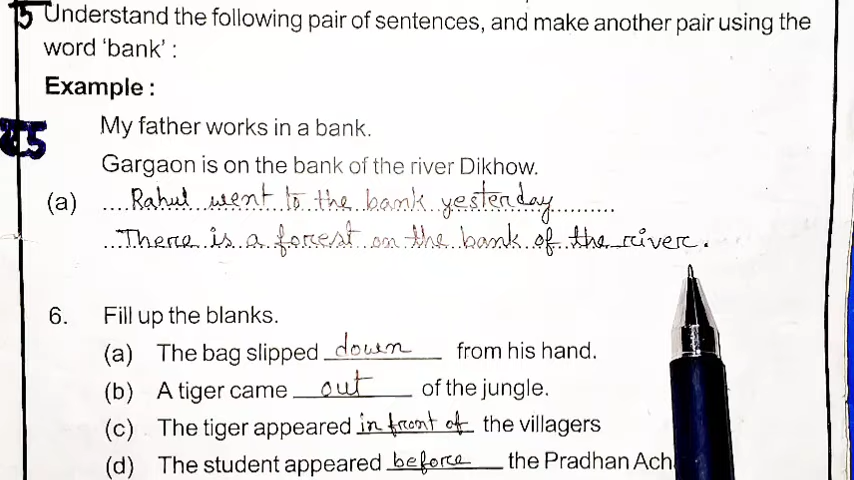 5 Understand the following pair of sentences, and make another pair using the
word 'bank' :
Example :
My father works in a bank.
Gargaon is on the bank of the river Dikhow.
(a) Rahul went to the bank yesterday
There is a forest on the bank of the river.
6. Fill up the blanks.
(a) The bag slipped down from his hand.
(b) A tiger came out of the jungle.
(c) The tiger appeared in front of the villagers
(d) The student appeared before the Pradhan Ach